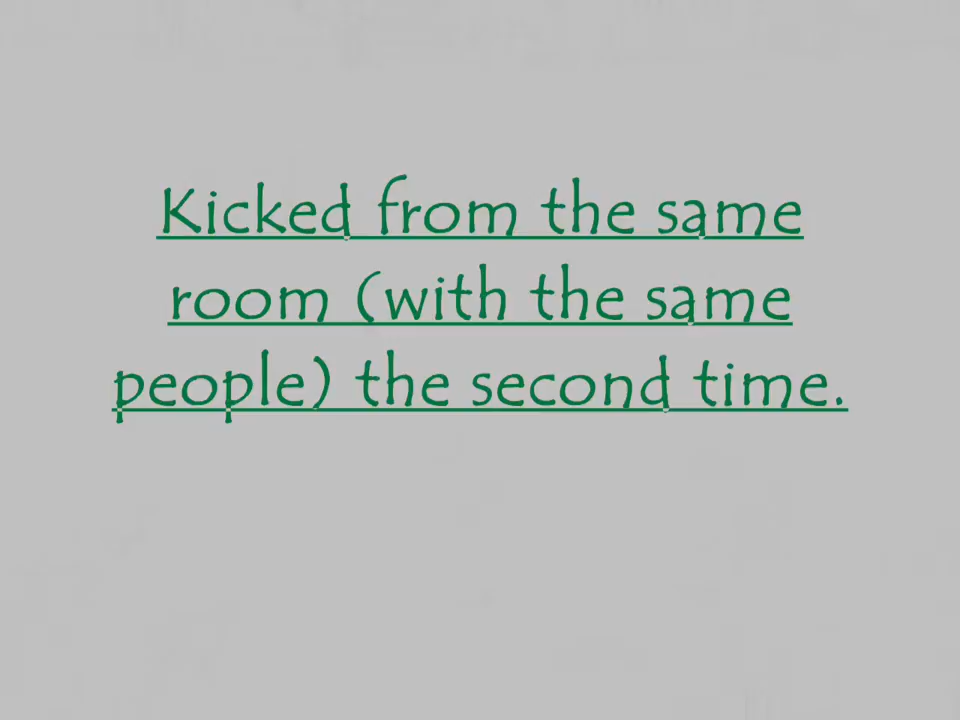 Kicked from the same
room (with the same
people) the second time.